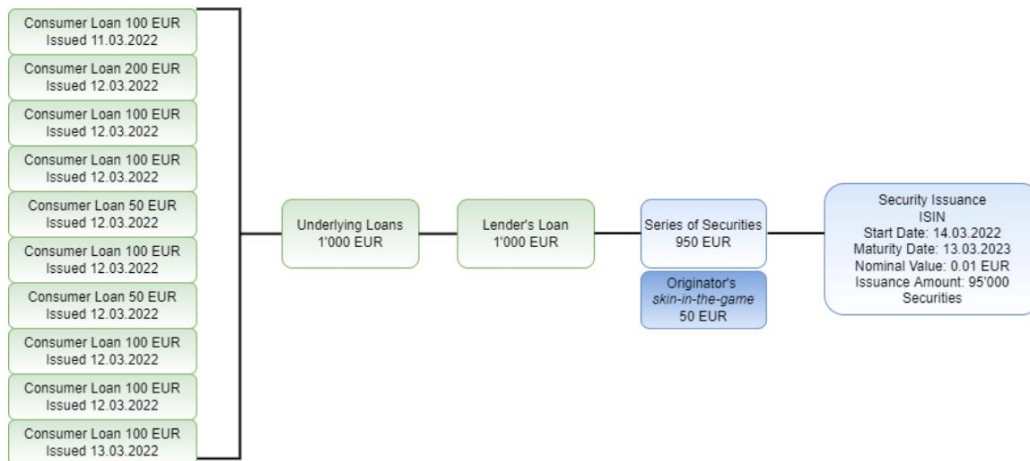 Consumer Loan 100 EUR
Issued 11.03.2022
Consumer Loan 200 EUR
Issued 12.03.2022
Consumer Loan 100 EUR
Issued 12.03.2022
Consumer Loan 100 EUR
Issued 12.03.2022
Consumer Loan 50 EUR
Issued 12.03.2022
Consumer Loan 100 EUR
Issued 12.03.2022
Consumer Loan 50 EUR
Issued 12.03.2022
Consumer Loan 100 EUR
Issued 12.03.2022
Consumer Loan 100 EUR
Issued 12.03.2022
Consumer Loan 100 EUR
Issued 13.03.2022
Underlying Loans
1'000 EUR
Lender's Loan
1'000 EUR
Series of Securities
950 EUR
Originator's
skin-in-the-game
50 EUR
Security Issuance
ISIN
Start Date: 14.03.2022
Maturity Date: 13.03.2023
Nominal Value: 0.01 EUR
Issuance Amount: 95'000
Securities